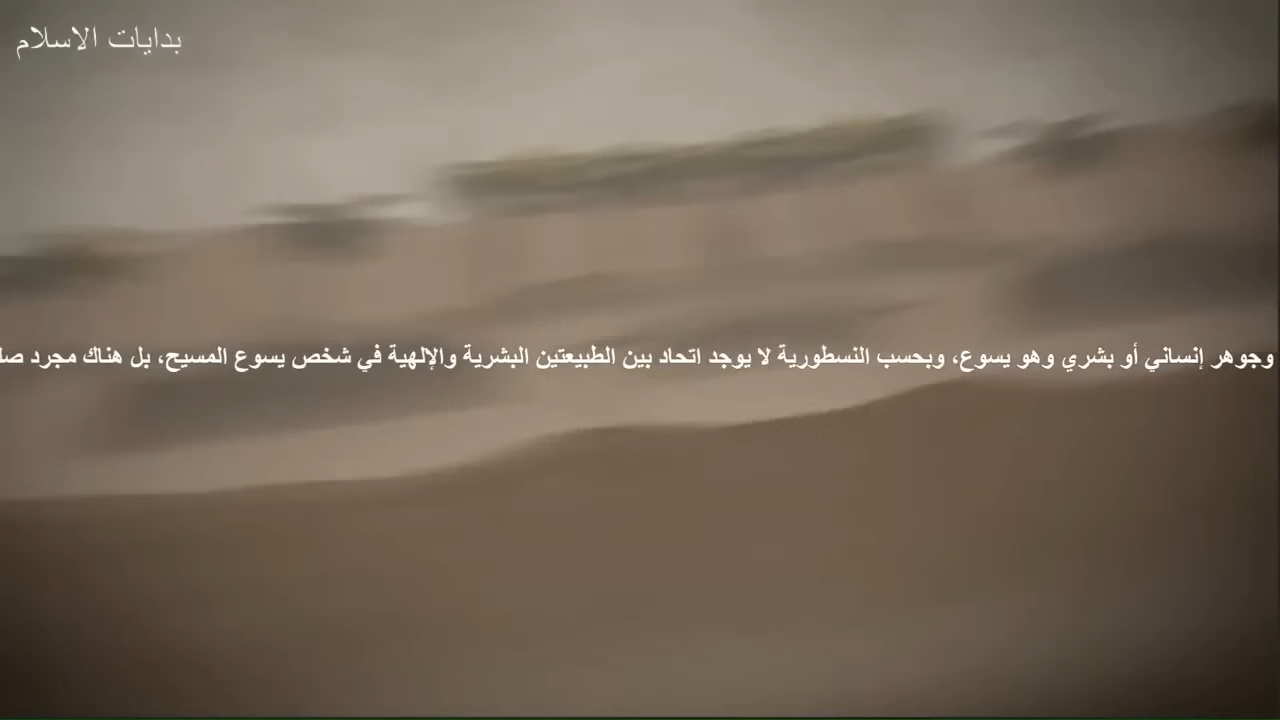 بدايات الاسلام
وجوهر إنساني أو بشري وهو يسوع، وبحسب النسطورية لا يوجد اتحاد بين الطبيعتين البشرية والإلهية في شخص يسوع المسيح، بل هناك مجرد